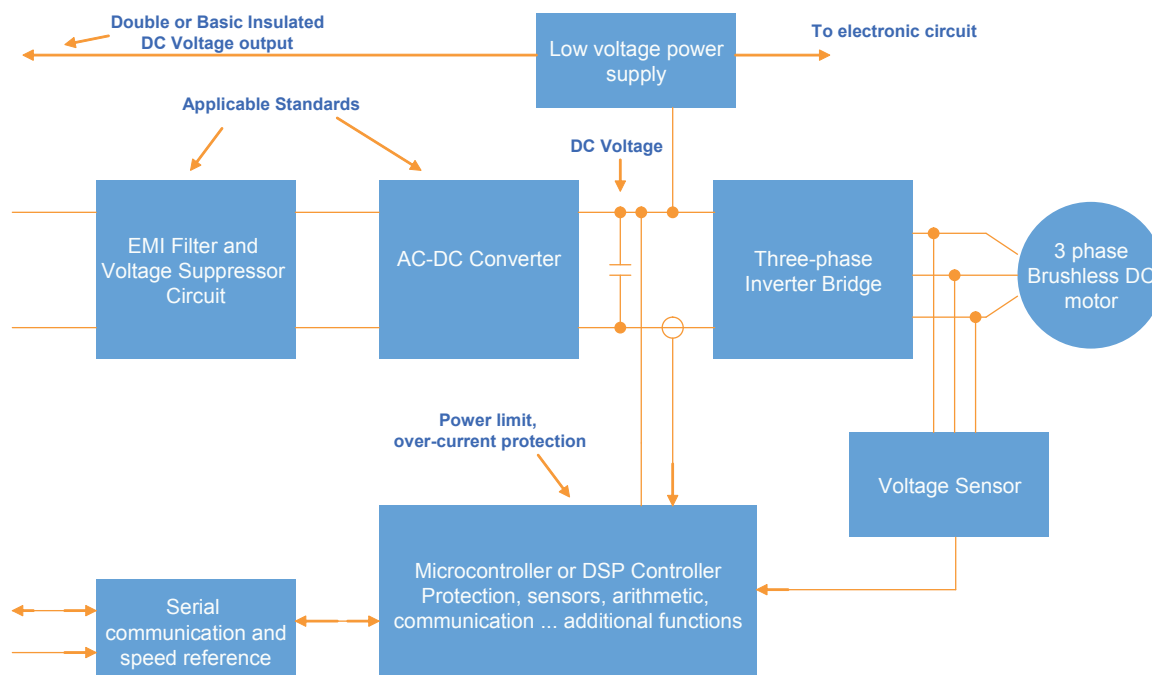 Double or Basic Insulated
DC Voltage output
Low voltage power
supply
To electronic circuit
Applicable Standards
DC Voltage
EMI Filter and
Voltage Suppressor
Circuit
AC-DC Converter
Three-phase
Inverter Bridge
3 phase
Brushless DC
motor
Power limit,
over-current protection
Voltage Sensor
Microcontroller or DSP Controller
Protection, sensors, arithmetic,
communication ... additional functions
Serial
communication and
speed reference